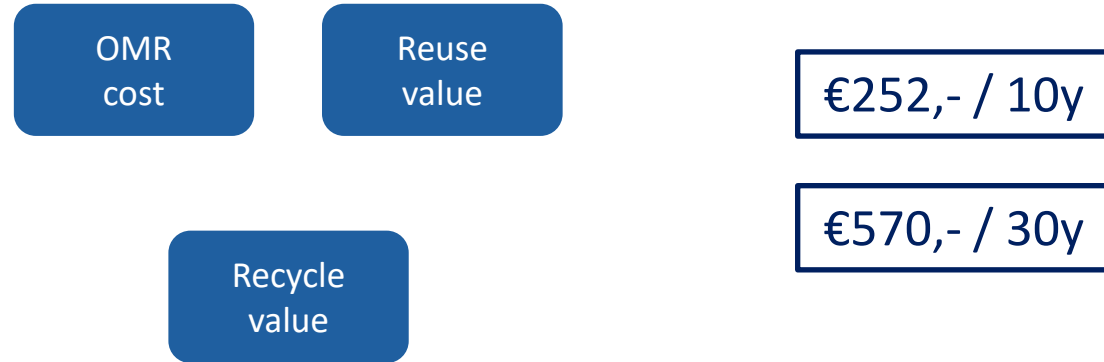 OMR
cost
Reuse
value
€252,- / 10y
€570,- / 30y
Recycle
value